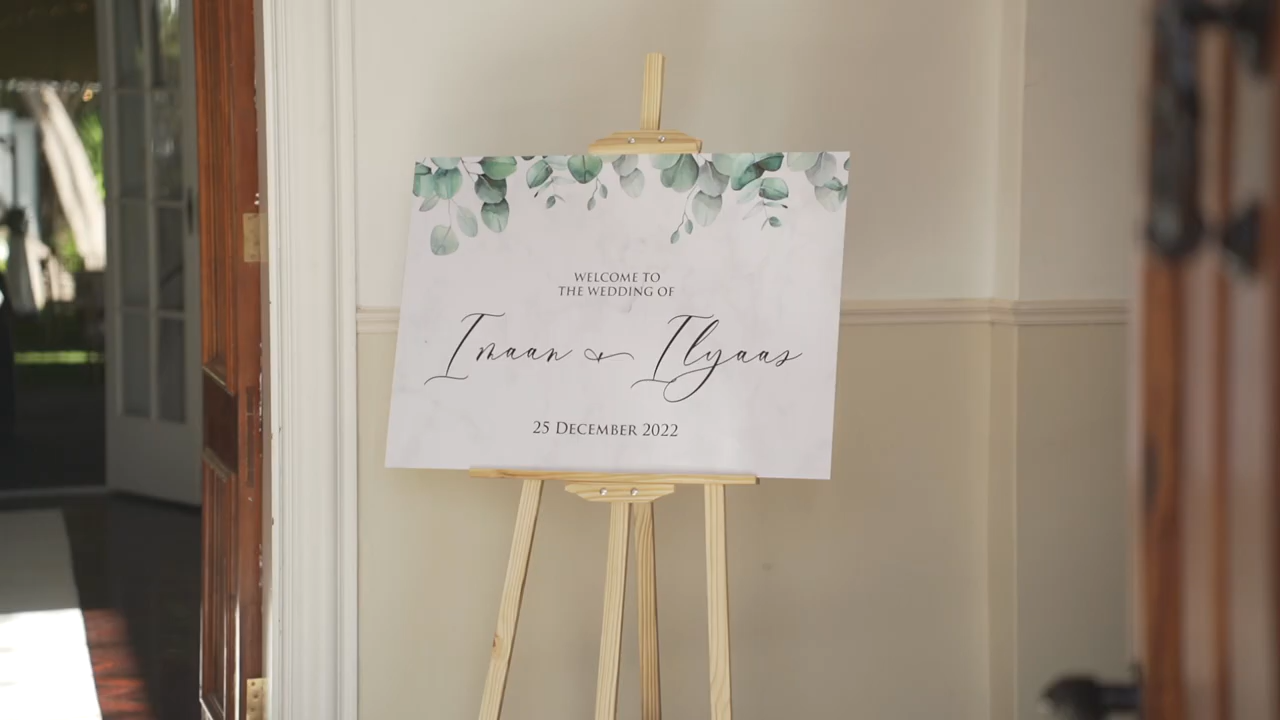 WELCOME TO
THE WEDDING OF
Imaan & Ilyaas
25 DECEMBER 2022